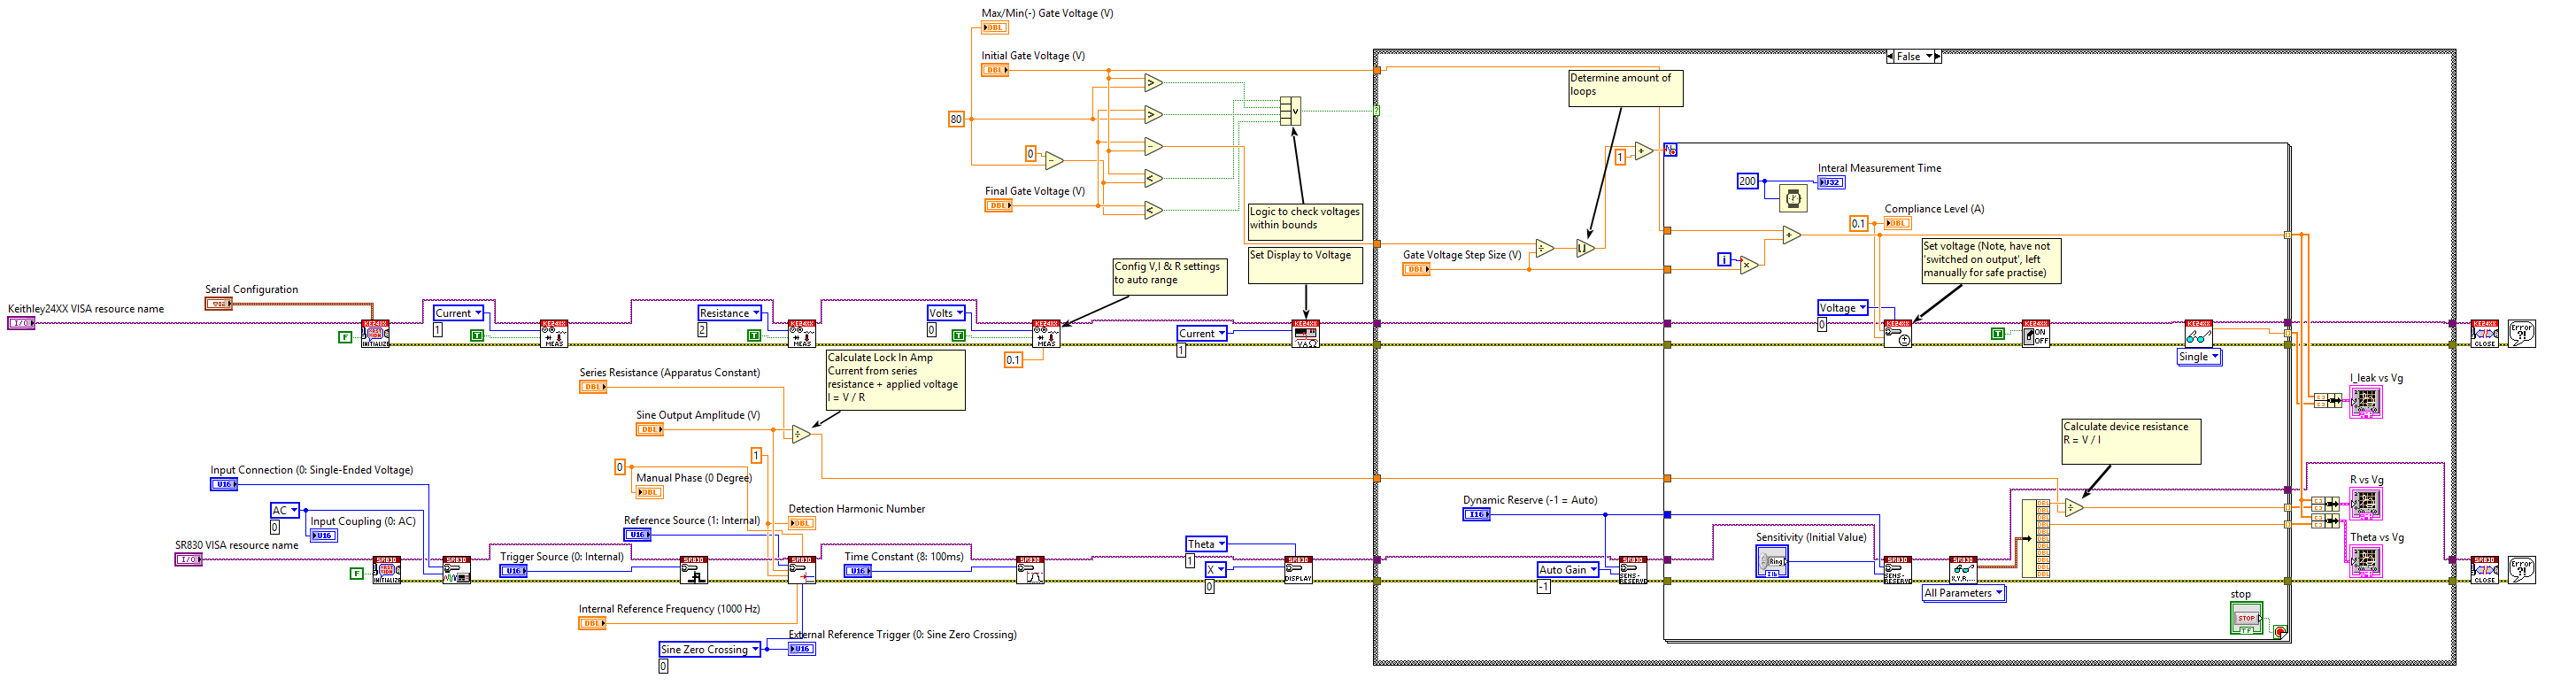 Max/Min(-) Gate Voltage (V)
DBL
Initial Gate Voltage (V)
DBL
False
Determine amount of
loops
80
0
1
N
Final Gate Voltage (V)
DBL
Logic to check voltages
within bounds
Interal Measurement Time
200
U32
Compliance Level (A)
0.1
DBL
Set Display to Voltage
Gate Voltage Step Size (V)
DBL
i
Set voltage (Note, have not
'switched on output', left
manually for safe practise)
Config V,I & R settings
to auto range
Serial Configuration
Keithley24XX VISA resource name
I/O
F
KE24XX
INITIALIZE
Current
1
T
KE24XX
MEAS
Resistance
2
T
KE24XX
MEAS
Volts
0
T
0.1
KE24XX
MEAS
Current
1
KE24XX
VAΩ
Voltage
0
KE24XX
T
KE24XX
ON
OFF
KE24XX
Single
KE24XX
CLOSE
Error
?!
Calculate Lock In Amp
Current from series
resistance + applied voltage
I = V / R
Series Resistance (Apparatus Constant)
DBL
Sine Output Amplitude (V)
DBL
I_leak vs Vg
Calculate device resistance
R = V / I
1
0
Manual Phase (0 Degree)
DBL
Input Connection (0: Single-Ended Voltage)
U16
AC
0
Input Coupling (0: AC)
U16
Detection Harmonic Number
DBL
Reference Source (1: Internal)
U16
Dynamic Reserve (-1 = Auto)
I16
R vs Vg
Theta vs Vg
SR830 VISA resource name
I/O
F
SR830
INITIALIZE
SR830
Trigger Source (0: Internal)
U16
SR830
SR830
Time Constant (8: 100ms)
U16
SR830
Theta
1
X
0
SR830
DISPLAY
Auto Gain
-1
SR830
SENS-
RESERVE
Sensitivity (Initial Value)
Ring
I16
SR830
SENS-
RESERVE
SR830
X,Y,R,...
All Parameters
SR830
CLOSE
Error
?!
Internal Reference Frequency (1000 Hz)
DBL
External Reference Trigger (0: Sine Zero Crossing)
Sine Zero Crossing
0
U16
stop
STOP
TF